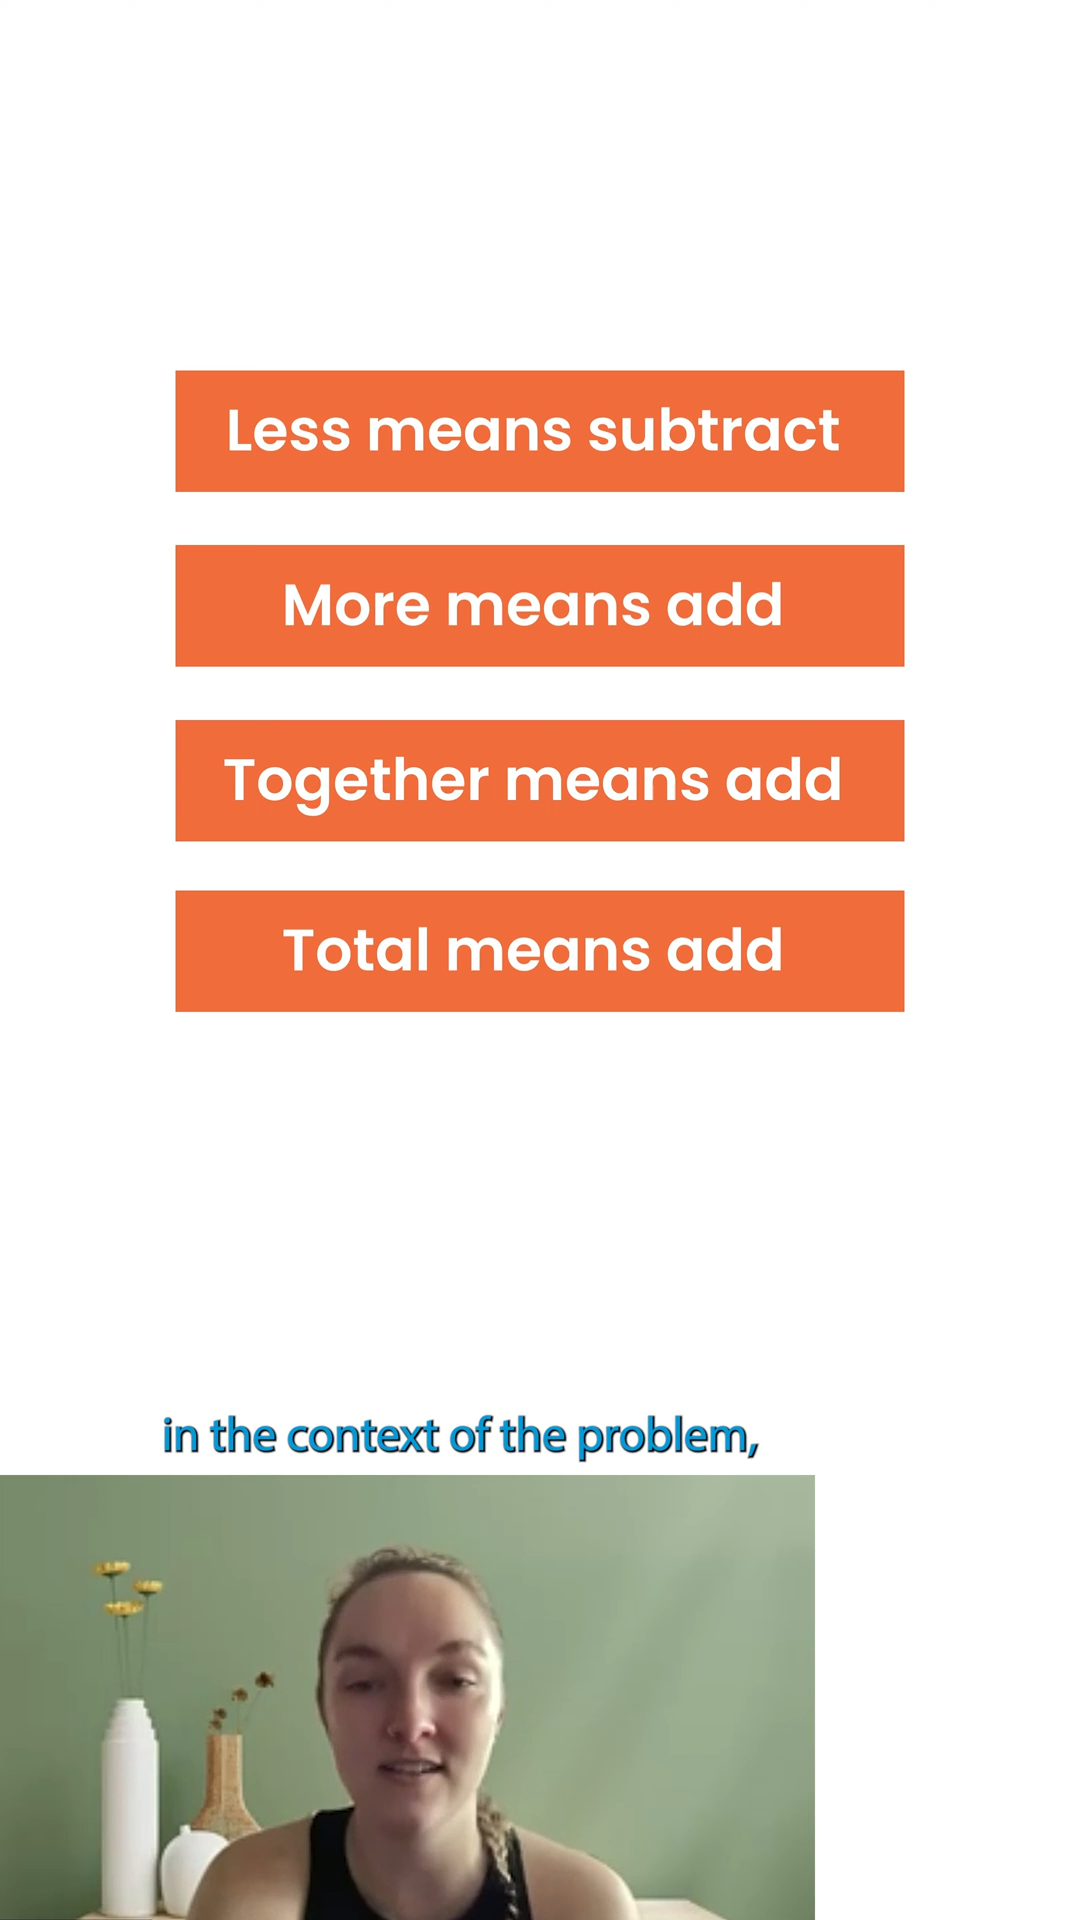 Less means subtract
More means add
Together means add
Total means add
in the context of the problem,